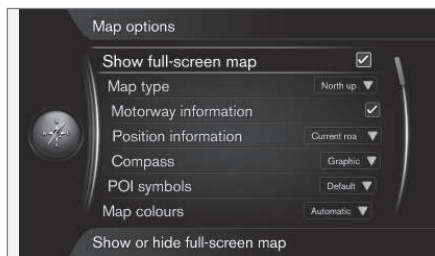 Map options
Show full-screen map
Map type North up
Motorway information
Position information Current roa
Compass Graphic
POI symbols Default
Map colours Automatic
Show or hide full-screen map